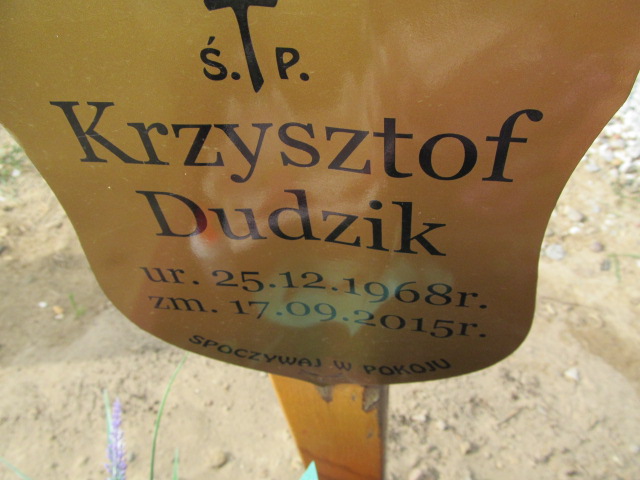 Ś. P.
Krzysztof
Dudzik
ur. 25.12.1968r.
zm. 17.09.2015r.
SPOCZYWAJ W POKOJU